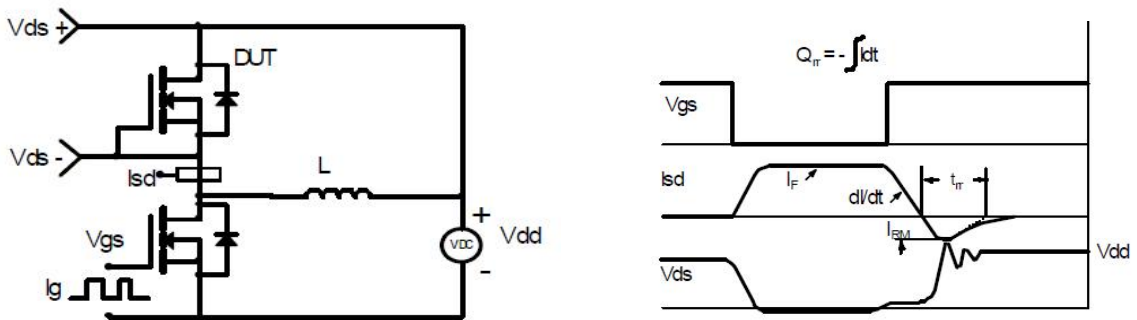 Vds +
DUT
Vds -
Isd
L
Vgs
Ig
VDC
+
-
Vdd
Qrr = - ∫Idt
Vgs
Isd
IF
dI/dt
trr
IRM
Vds
Vdd